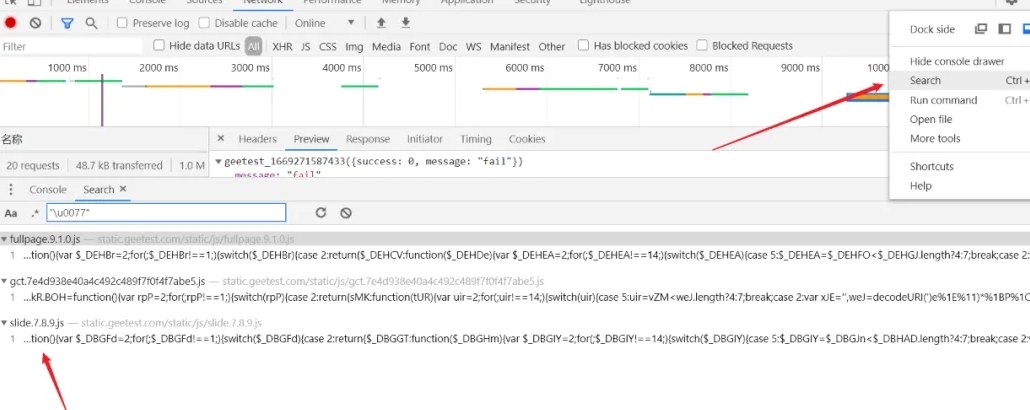 Elements Console Sources Network Performance Memory Application Security Lighthouse
Preserve log Disable cache Online
Filter Hide data URLs All XHR JS CSS Img Media Font Doc WS Manifest Other Has blocked cookies Blocked Requests
1000 ms 2000 ms 3000 ms 4000 ms 5000 ms 6000 ms 7000 ms 8000 ms 9000 ms
Dock side
Hide console drawer
Search Ctrl +
Run command Ctrl +
Open file
More tools
Shortcuts
Help
名称
× Headers Preview Response Initiator Timing Cookies
geetest_1669271587433({success: 0, message: "fail"})
message: "fail"
20 requests 48.7 kB transferred 1.0 M
Console Search ×
Aa .* "\u0077"
fullpage.9.1.0.js — static.geetest.com/static/js/fullpage.9.1.0.js
1 ...tion(){var $_DEHBr=2;for(;$_DEHBr!==1;){switch($_DEHBr){case 2:return{$_DEHCV:function($_DEHDe){var $_DEHEA=2;for(;$_DEHEA!==14;){switch($_DEHEA){case 5:$_DEHEA=$_DEHFO<$_DEHGJ.length?4:7;break;case 2:
gct.7e4d938e40a4c492c489f7f0f4f7abe5.js — static.geetest.com/static/js/gct.7e4d938e40a4c492c489f7f0f4f7abe5.js
1 ...kR.BOH=function(){var rpP=2;for(;rpP!==1;){switch(rpP){case 2:return{sMK:function(tUR){var uir=2;for(;uir!==14;){switch(uir){case 5:uir=vZM<weJ.length?4:7;break;case 2:var xJE='',weJ=decodeURI(')e%1E%11)*%1BP%1C
slide.7.8.9.js — static.geetest.com/static/js/slide.7.8.9.js
1 ...tion(){var $_DBGFd=2;for(;$_DBGFd!==1;){switch($_DBGFd){case 2:return{$_DBGGT:function($_DBGHm){var $_DBGIY=2;for(;$_DBGIY!==14;){switch($_DBGIY){case 5:$_DBGIY=$_DBGJn<$_DBHAD.length?4:7;break;case 2: